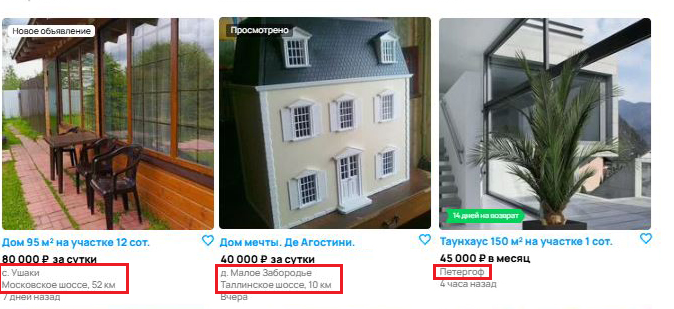 Новое объявление
Просмотрено
14 дней на возврат
Дом 95 м² на участке 12 сот.
80 000 ₽ за сутки
с. Ушаки
Московское шоссе, 52 км
7 дней назад
Дом мечты. Де Агостини.
40 000 ₽ за сутки
д. Малое Забородье
Таллинское шоссе, 10 км
Вчера
Таунхаус 150 м² на участке 1 сот.
45 000 ₽ в месяц
Петергоф
4 часа назад